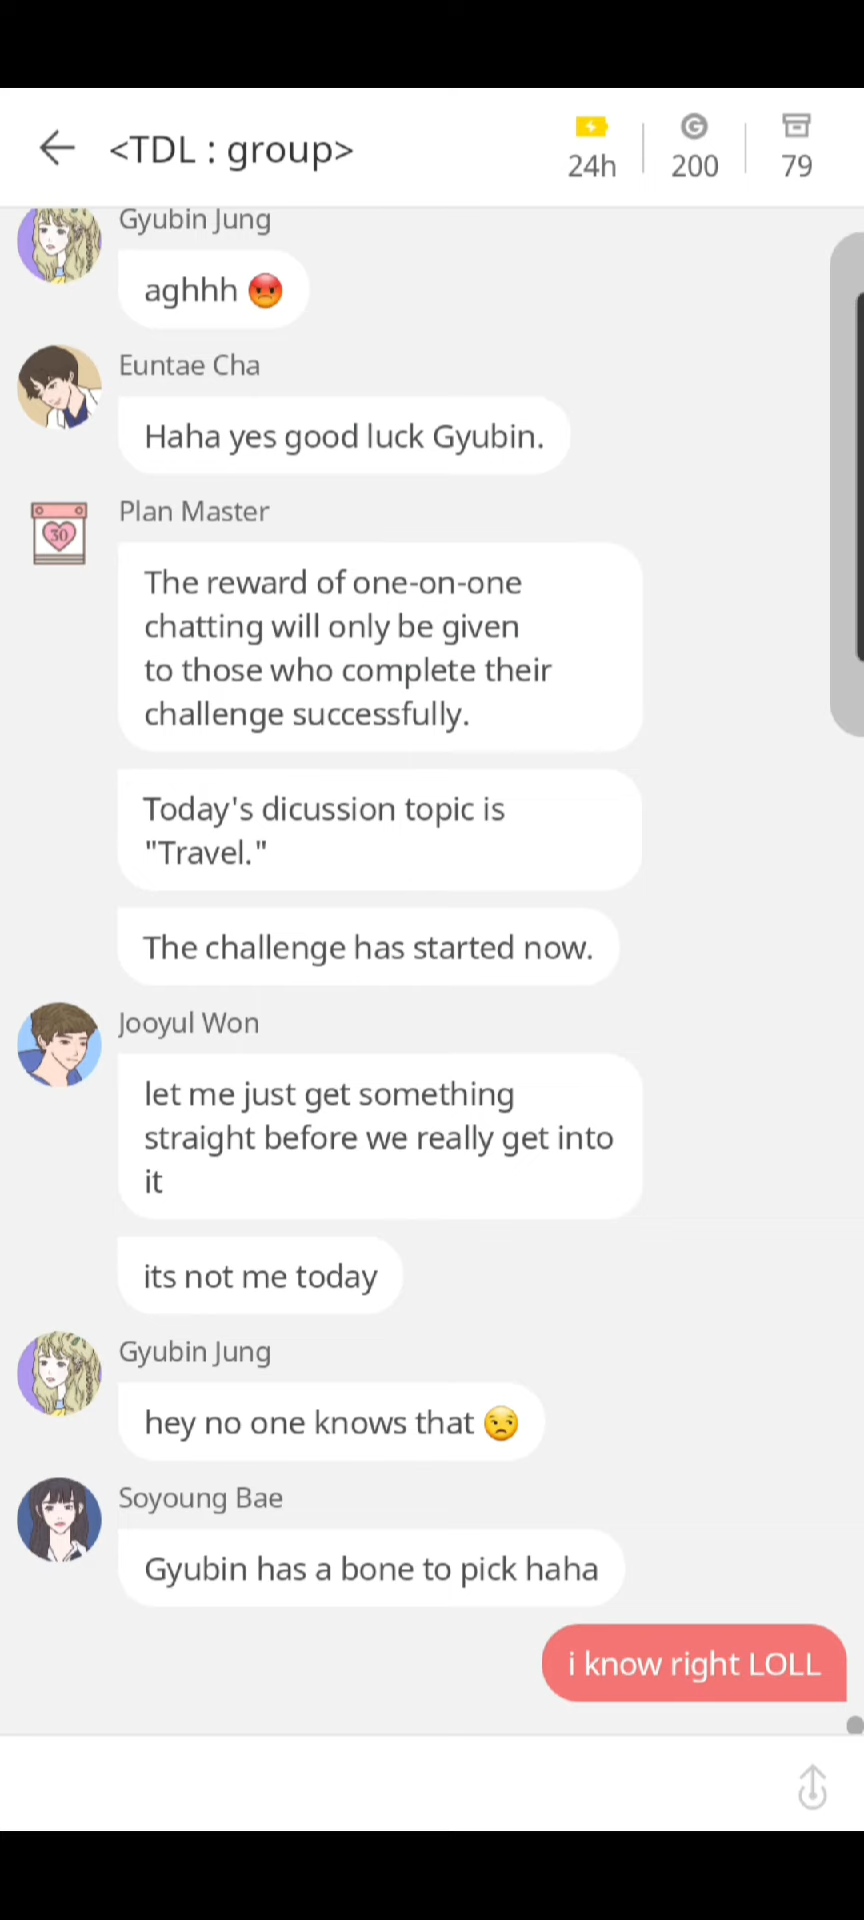 <TDL : group>
24h
200
79
Gyubin Jung
aghhh 😡
Euntae Cha
Haha yes good luck Gyubin.
Plan Master
30
The reward of one-on-one
chatting will only be given
to those who complete their
challenge successfully.
Today's dicussion topic is
"Travel."
The challenge has started now.
Jooyul Won
let me just get something
straight before we really get into
it
its not me today
Gyubin Jung
hey no one knows that 😒
Soyoung Bae
Gyubin has a bone to pick haha
i know right LOLL